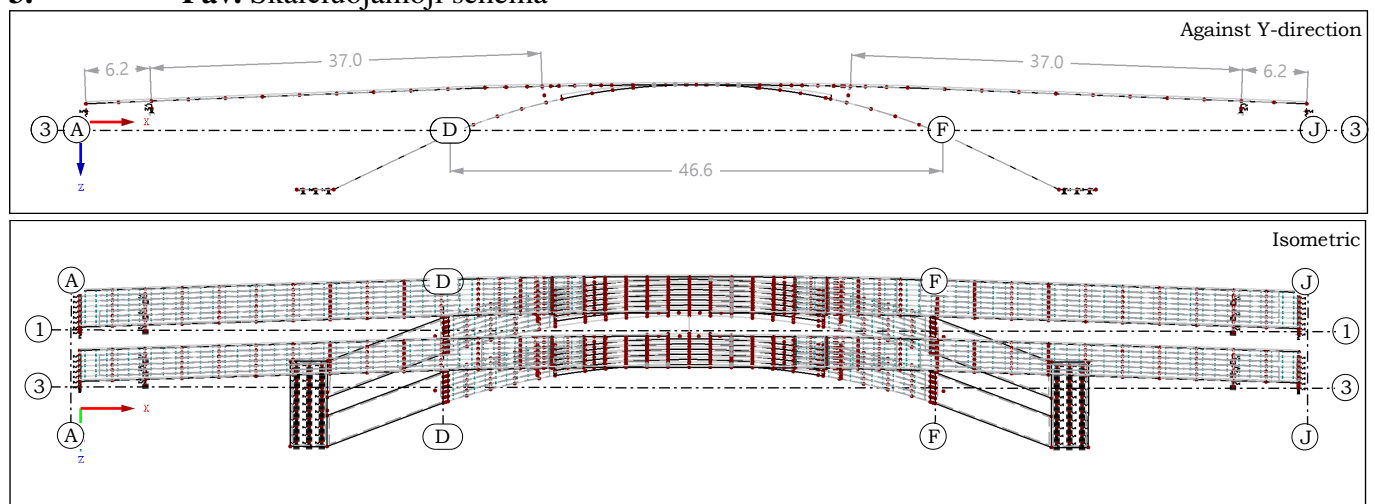 3. Pav. Skaičiuojamoji schema
Against Y-direction
6.2 37.0 37.0 6.2
3 A x D F J 3
46.6
z
Isometric
A D F J
1 1
3 3
x
A D F J
z